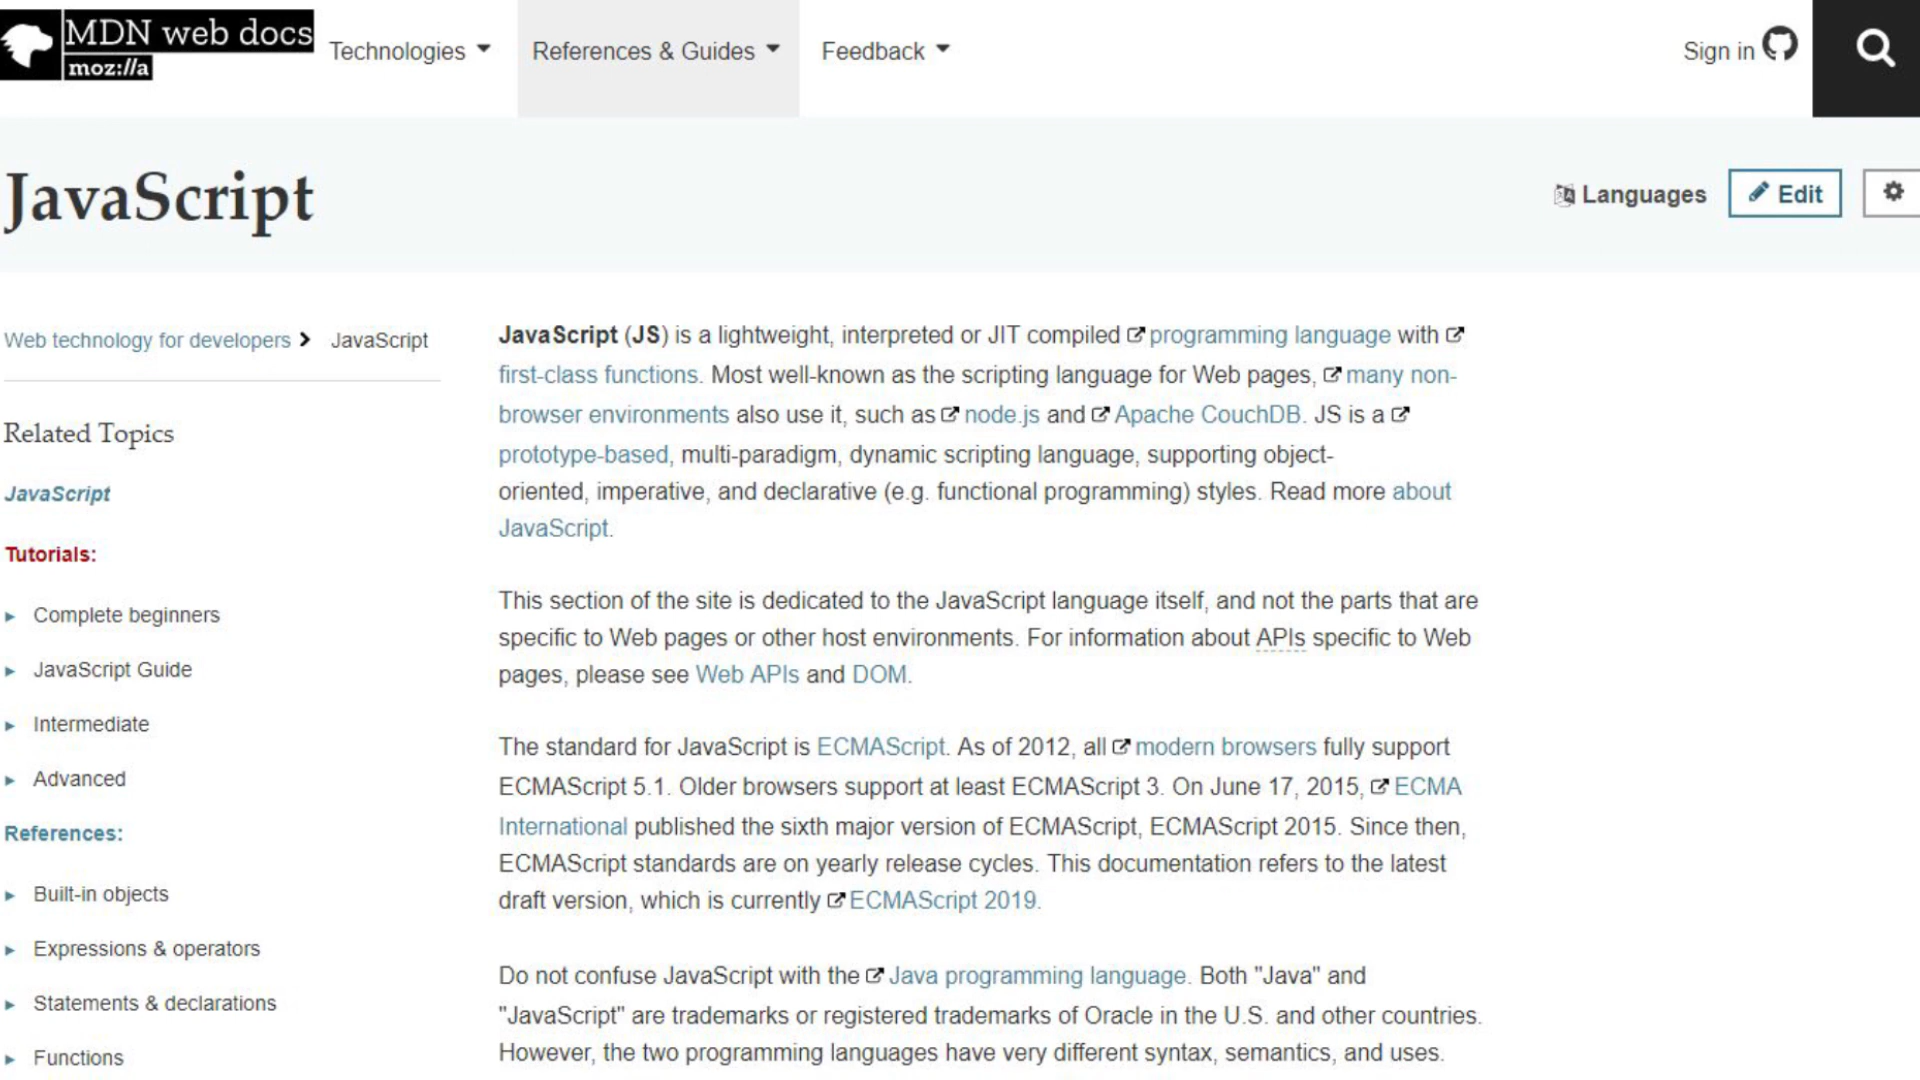 MDN web docs
moz://a
Technologies
References & Guides
Feedback
Sign in
JavaScript
Languages
Edit
Web technology for developers
JavaScript
Related Topics
JavaScript
Tutorials:
Complete beginners
JavaScript Guide
Intermediate
Advanced
References:
Built-in objects
Expressions & operators
Statements & declarations
Functions
JavaScript (JS) is a lightweight, interpreted or JIT compiled programming language with
first-class functions. Most well-known as the scripting language for Web pages, many non-
browser environments also use it, such as node.js and Apache CouchDB. JS is a
prototype-based, multi-paradigm, dynamic scripting language, supporting object-
oriented, imperative, and declarative (e.g. functional programming) styles. Read more about
JavaScript.
This section of the site is dedicated to the JavaScript language itself, and not the parts that are
specific to Web pages or other host environments. For information about APIs specific to Web
pages, please see Web APIs and DOM.
The standard for JavaScript is ECMAScript. As of 2012, all modern browsers fully support
ECMAScript 5.1. Older browsers support at least ECMAScript 3. On June 17, 2015, ECMA
International published the sixth major version of ECMAScript, ECMAScript 2015. Since then,
ECMAScript standards are on yearly release cycles. This documentation refers to the latest
draft version, which is currently ECMAScript 2019.
Do not confuse JavaScript with the Java programming language. Both "Java" and
"JavaScript" are trademarks or registered trademarks of Oracle in the U.S. and other countries.
However, the two programming languages have very different syntax, semantics, and uses.